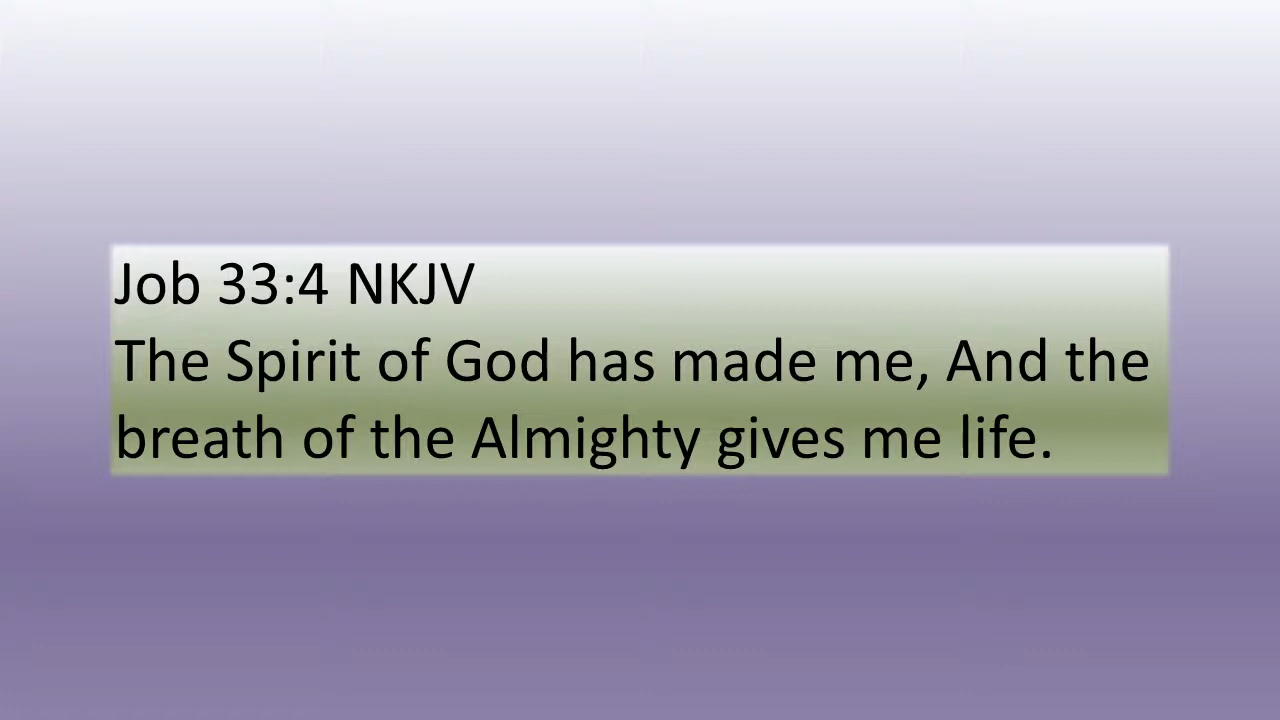 Job 33:4 NKJV
The Spirit of God has made me, And the
breath of the Almighty gives me life.